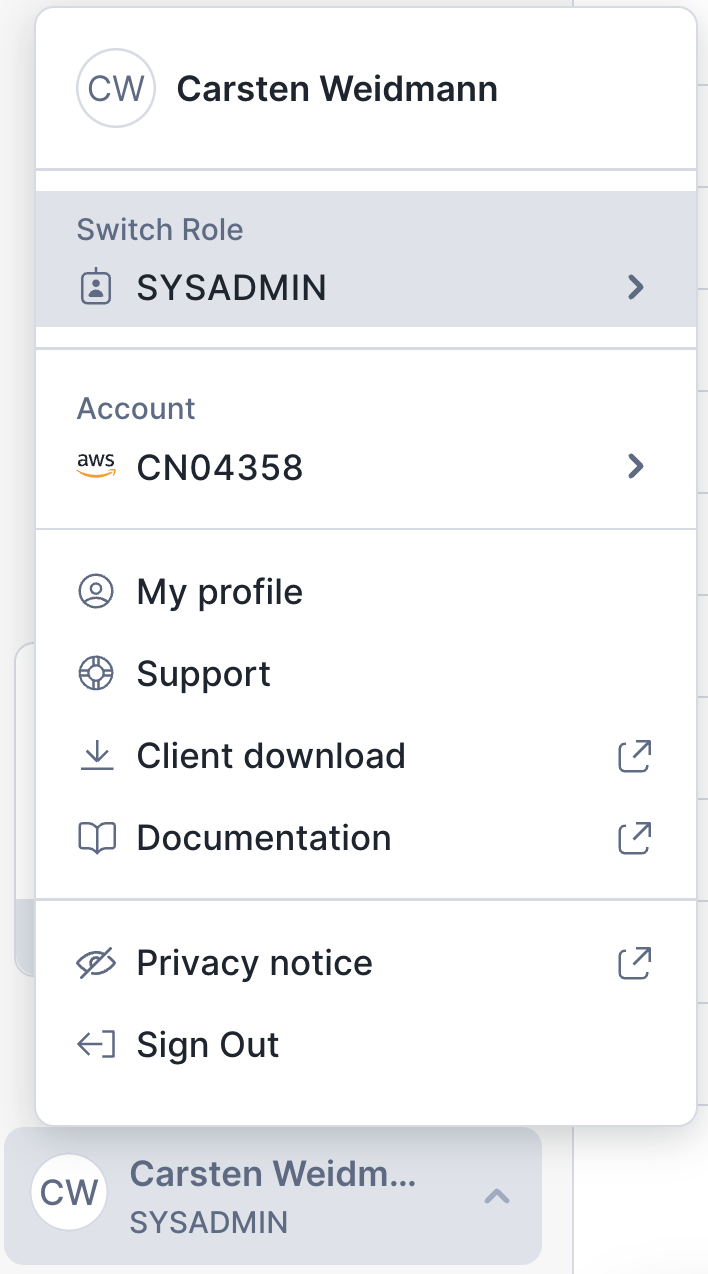 CW Carsten Weidmann
Switch Role
SYSADMIN
Account
aws CN04358
My profile
Support
Client download
Documentation
Privacy notice
Sign Out
CW Carsten Weidm...
SYSADMIN